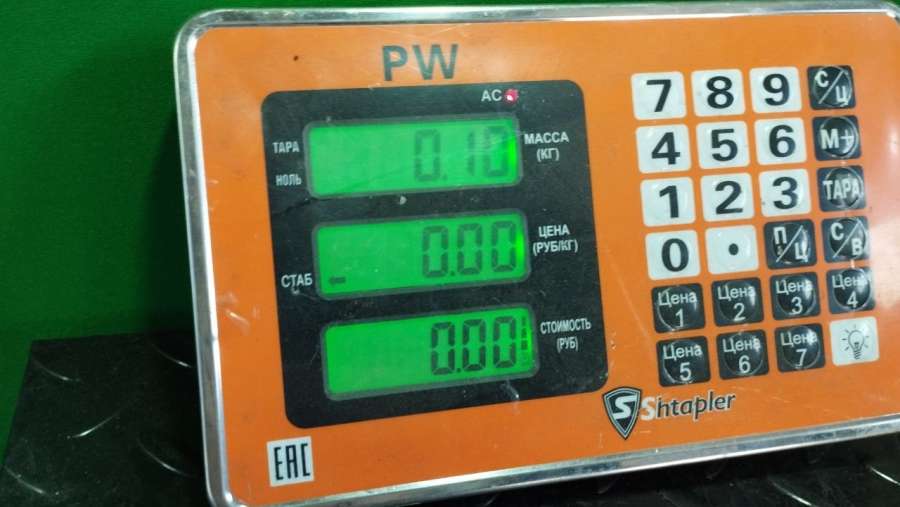 PW
AC
ТАРА
НОЛЬ
0.10
МАССА
(КГ)
СТАБ
0.00
ЦЕНА
(РУБ/КГ)
0.00
СТОИМОСТЬ
(РУБ)
7 8 9 С/Ц
4 5 6 М+
1 2 3 ТАРА
0 . П/Ц С/В
Цена 1 Цена 2 Цена 3 Цена 4
Цена 5 Цена 6 Цена 7
S Shtapler
EAC